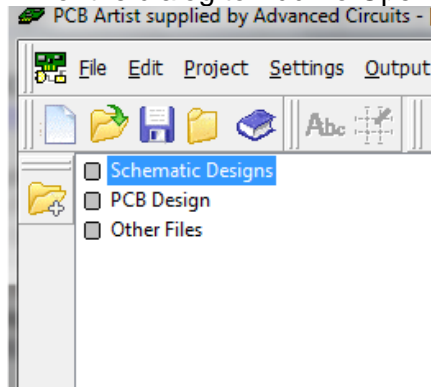 PCB Artist supplied by Advanced Circuits -
File Edit Project Settings Output
Abc
Schematic Designs
PCB Design
Other Files